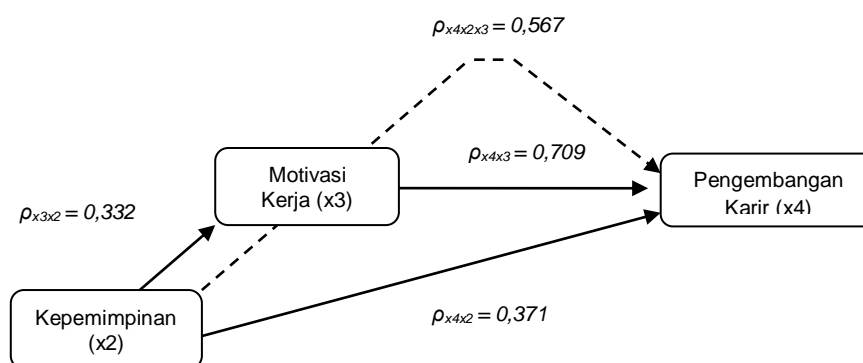 ρx4x2x3 = 0,567
Motivasi
Kerja (x3)
ρx4x3 = 0,709
Pengembangan
Karir (x4)
ρx3x2 = 0,332
Kepemimpinan
(x2)
ρx4x2 = 0,371